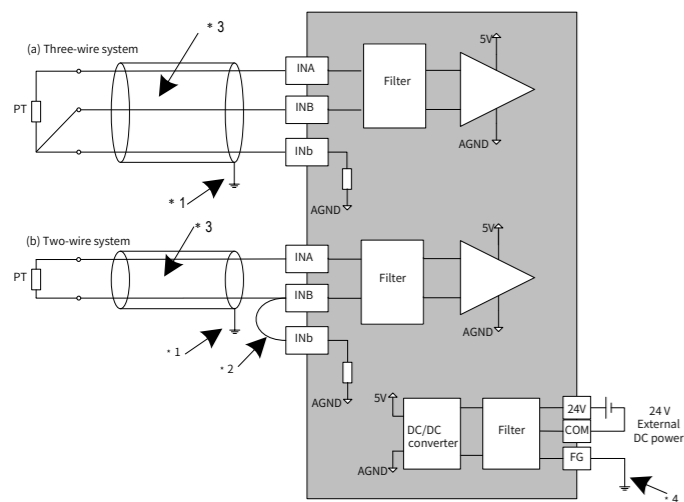 (a) Three-wire system
* 3
PT
INA
INB
INb
Filter
5V
AGND
AGND
* 1
(b) Two-wire system
* 3
PT
INA
INB
INb
Filter
5V
AGND
AGND
* 1
* 2
5V
AGND
DC/DC
converter
Filter
24V
COM
FG
24 V
External
DC power
* 4